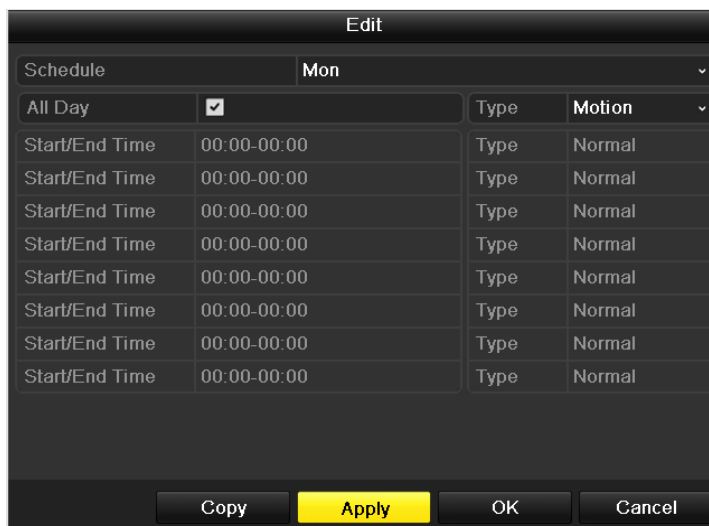 Edit
Schedule Mon
All Day Type Motion
Start/End Time 00:00-00:00 Type Normal
Start/End Time 00:00-00:00 Type Normal
Start/End Time 00:00-00:00 Type Normal
Start/End Time 00:00-00:00 Type Normal
Start/End Time 00:00-00:00 Type Normal
Start/End Time 00:00-00:00 Type Normal
Start/End Time 00:00-00:00 Type Normal
Start/End Time 00:00-00:00 Type Normal
Copy Apply OK Cancel